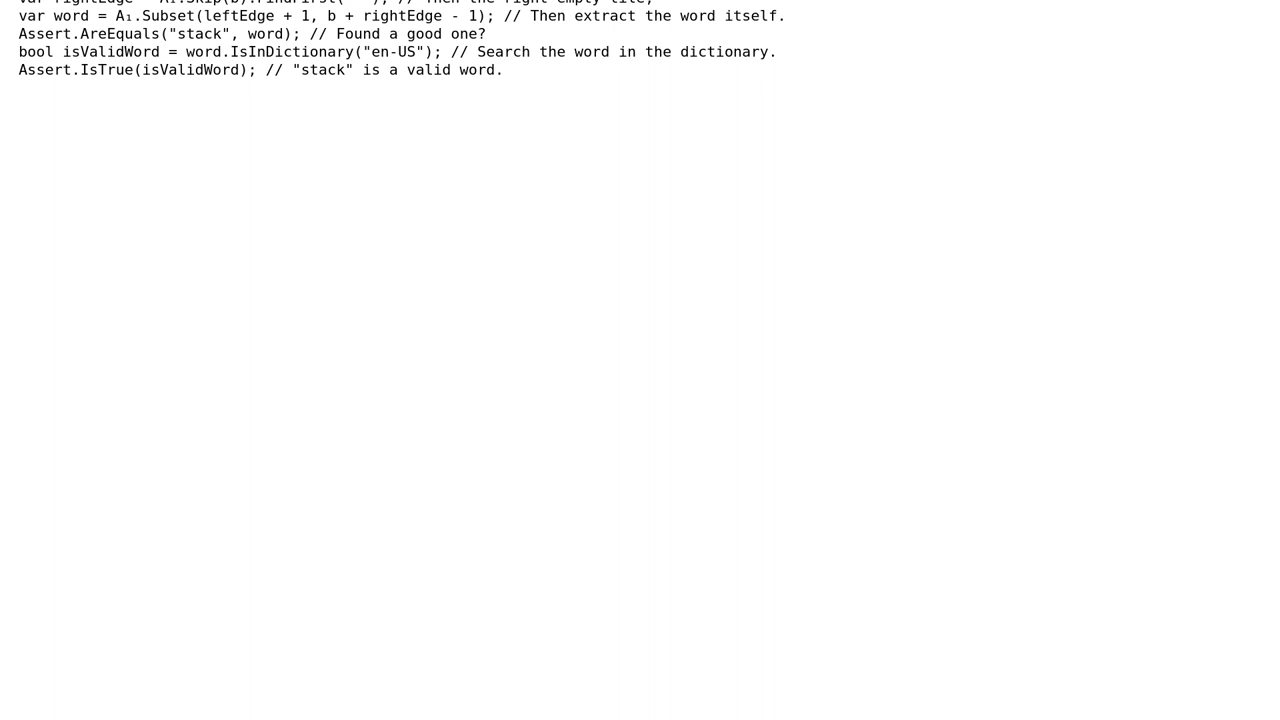 var word = A₁.Subset(leftEdge + 1, b + rightEdge - 1); // Then extract the word itself.
Assert.AreEquals("stack", word); // Found a good one?
bool isValidWord = word.IsInDictionary("en-US"); // Search the word in the dictionary.
Assert.IsTrue(isValidWord); // "stack" is a valid word.